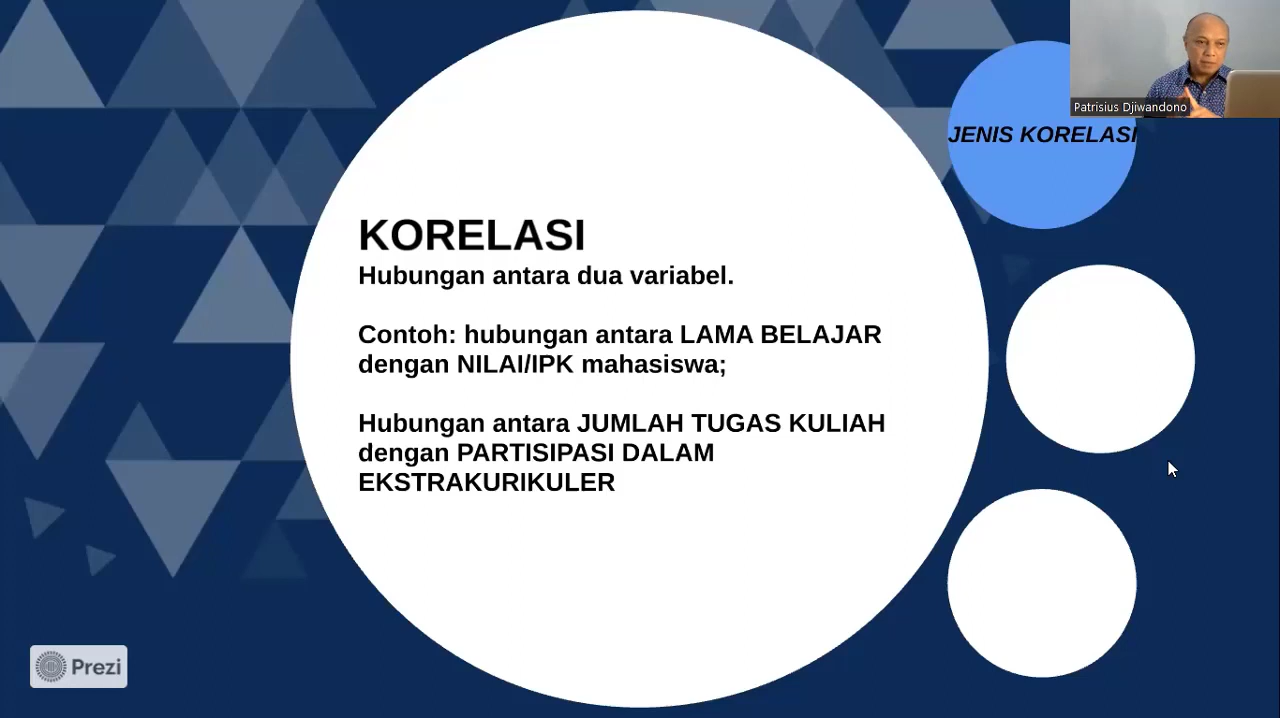 KORELASI
Hubungan antara dua variabel.
Contoh: hubungan antara LAMA BELAJAR
dengan NILAI/IPK mahasiswa;
Hubungan antara JUMLAH TUGAS KULIAH
dengan PARTISIPASI DALAM
EKSTRAKURIKULER
JENIS KORELASI
Patrisius Djiwandono
Prezi